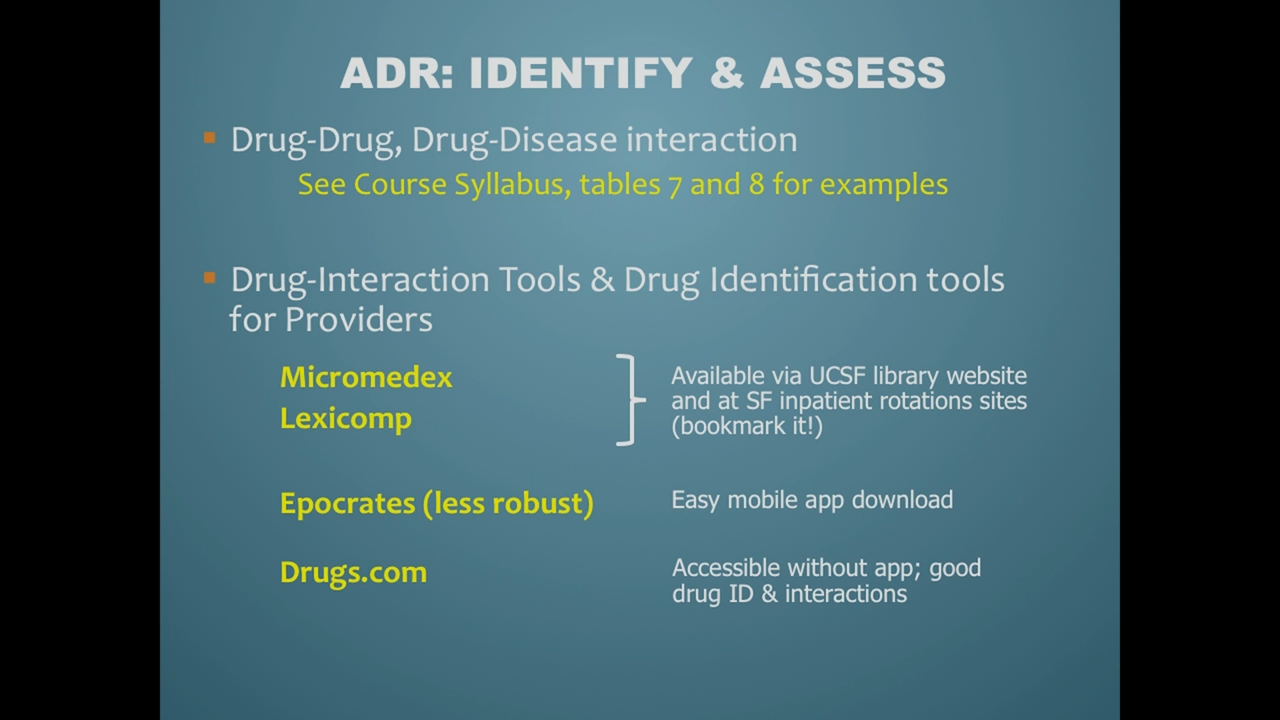 ADR: IDENTIFY & ASSESS
Drug-Drug, Drug-Disease interaction
See Course Syllabus, tables 7 and 8 for examples
Drug-Interaction Tools & Drug Identification tools
for Providers
Micromedex
Lexicomp
Available via UCSF library website
and at SF inpatient rotations sites
(bookmark it!)
Epocrates (less robust)
Easy mobile app download
Drugs.com
Accessible without app; good
drug ID & interactions